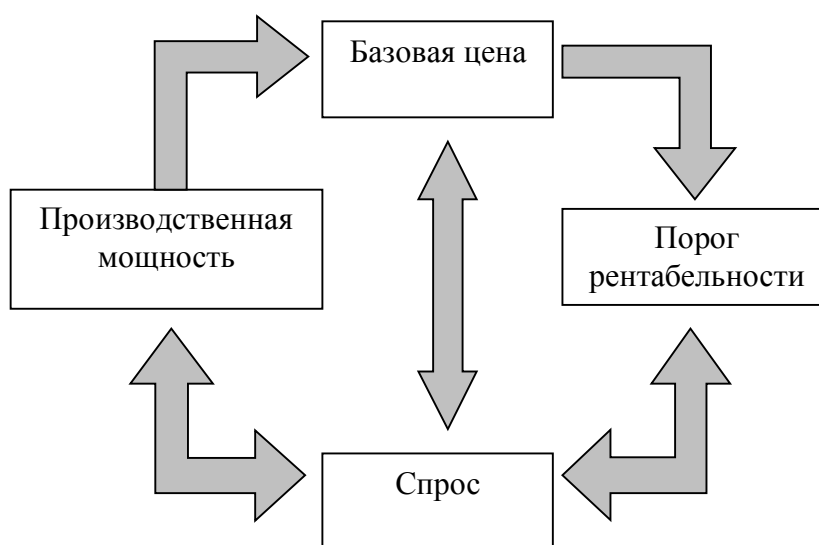 Базовая цена
Производственная
мощность
Порог
рентабельности
Спрос